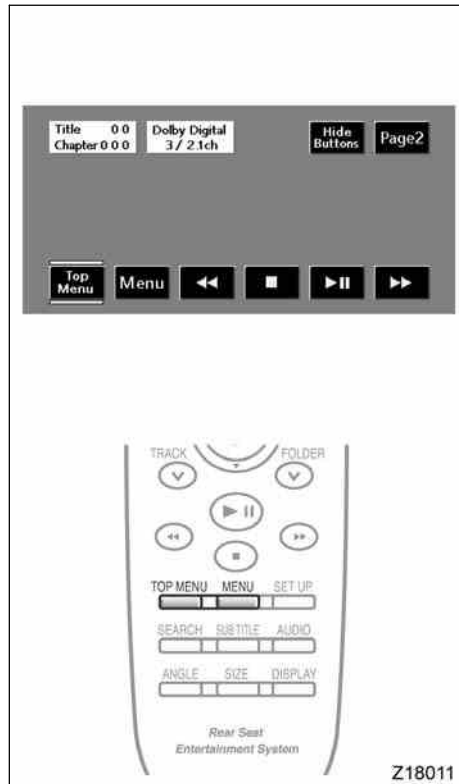 Title 0 0
Chapter 0 0 0
Dolby Digital
3 / 2.1ch
Hide
Buttons
Page2
Top
Menu
Menu
TRACK
FOLDER
TOP MENU MENU SET UP
SEARCH SUBTITLE AUDIO
ANGLE SIZE DISPLAY
Rear Seat
Entertainment System
Z18011